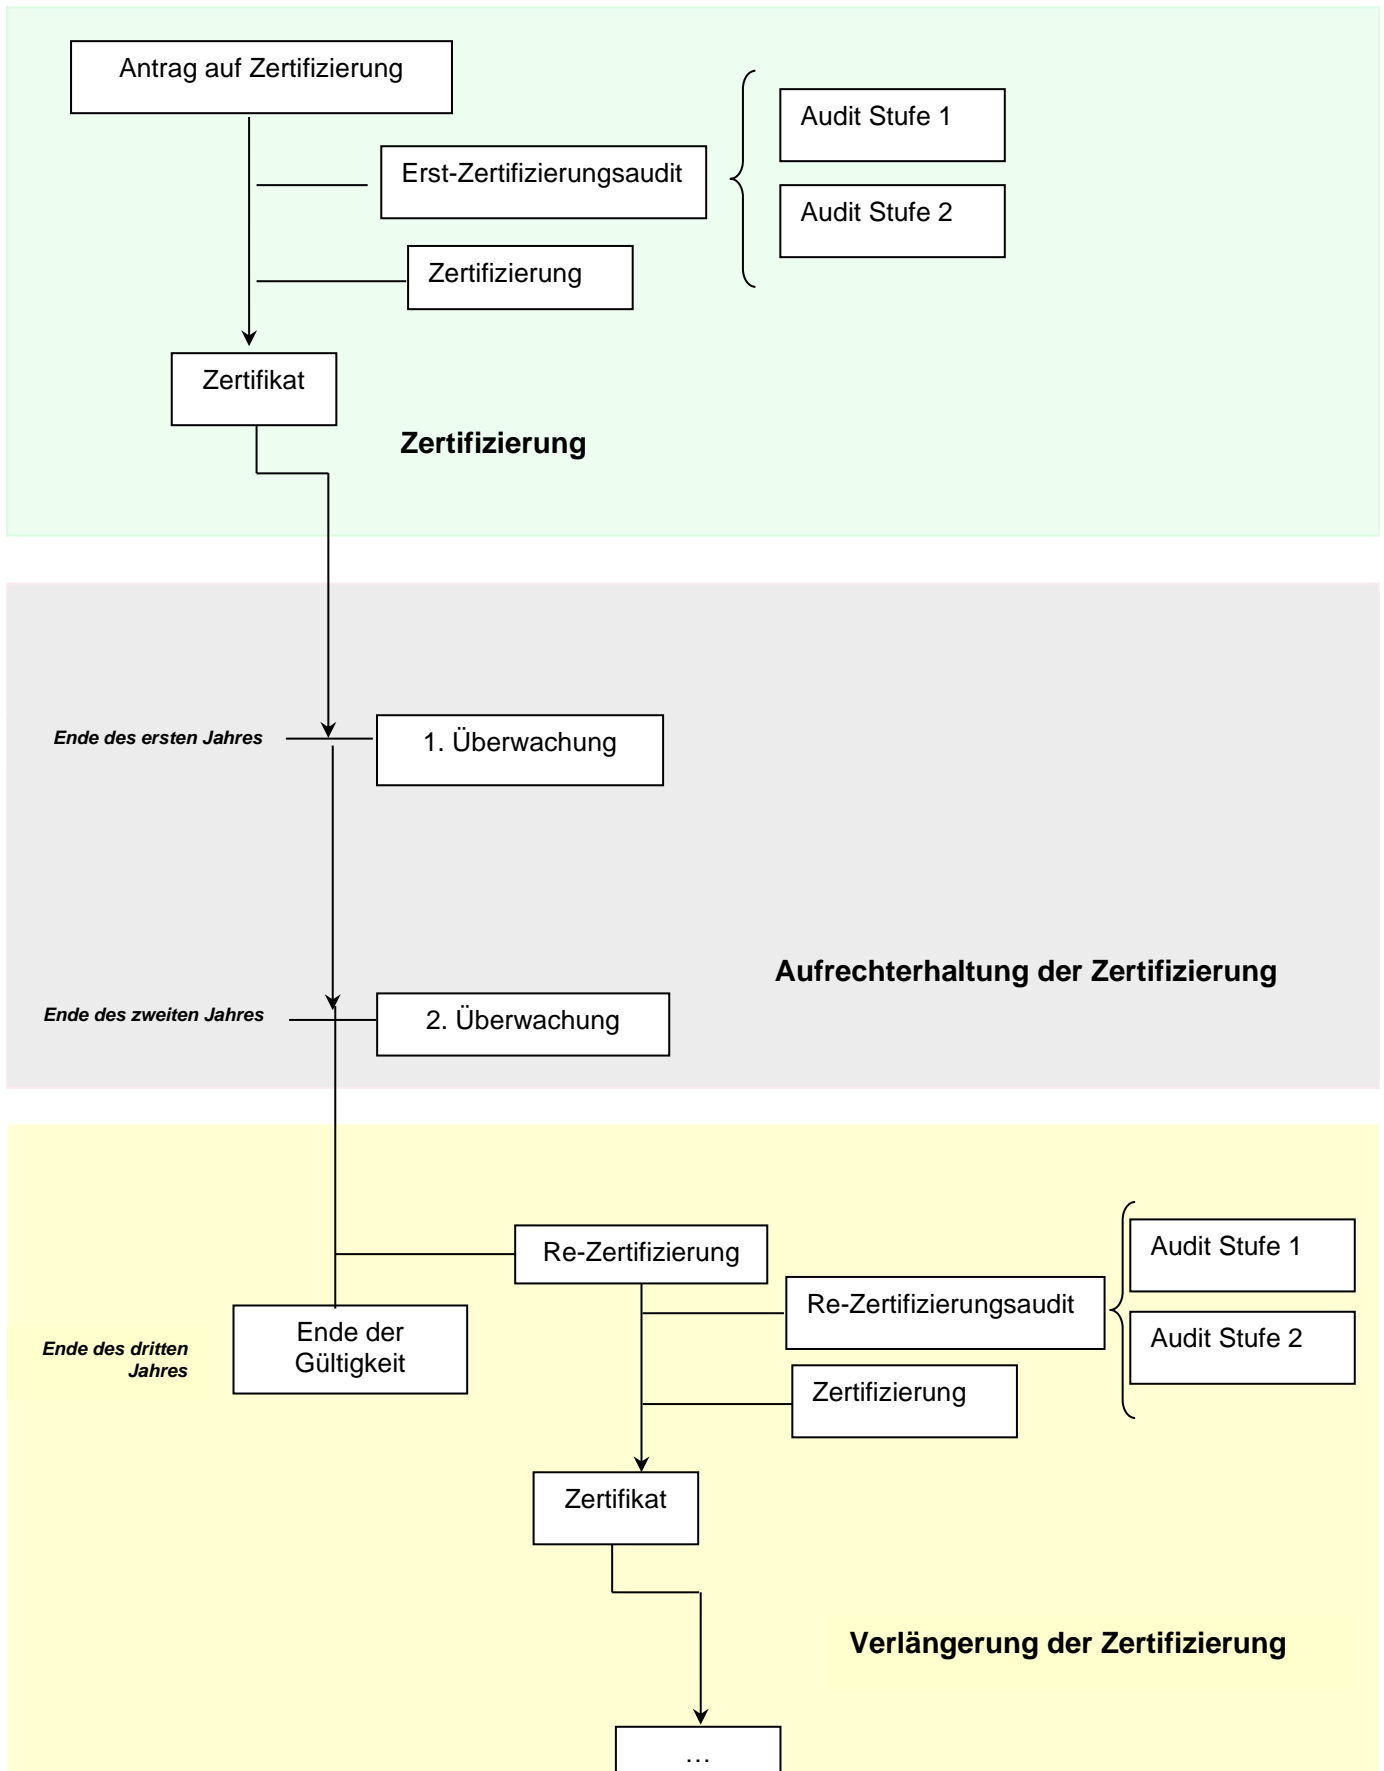 Antrag auf Zertifizierung
Audit Stufe 1
Erst-Zertifizierungsaudit
Audit Stufe 2
Zertifizierung
Zertifikat
Zertifizierung
Ende des ersten Jahres
1. Überwachung
Aufrechterhaltung der Zertifizierung
Ende des zweiten Jahres
2. Überwachung
Re-Zertifizierung
Audit Stufe 1
Re-Zertifizierungsaudit
Ende der
Gültigkeit
Audit Stufe 2
Ende des dritten
Jahres
Zertifizierung
Zertifikat
Verlängerung der Zertifizierung
…